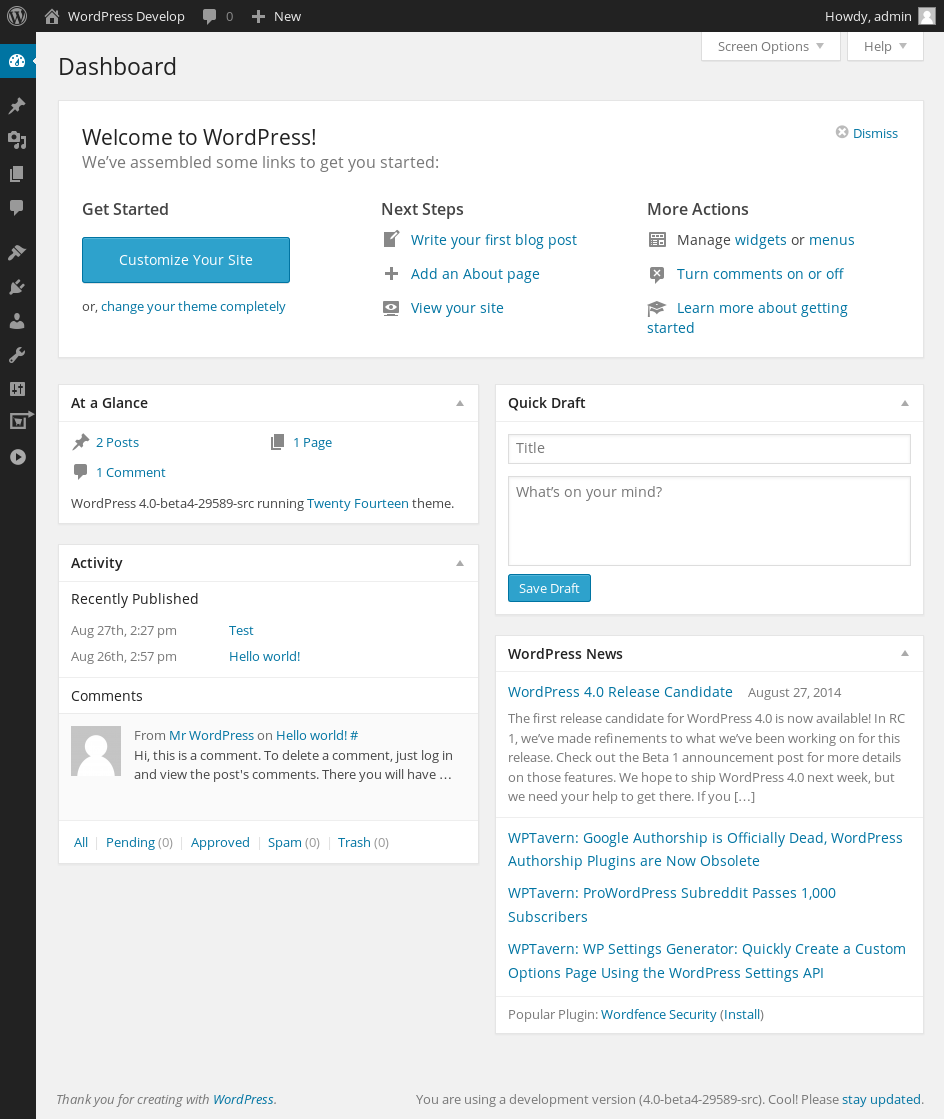 WordPress Develop 0 New Howdy, admin
Screen Options Help
Dashboard
Welcome to WordPress!
Dismiss
We’ve assembled some links to get you started:
Get Started
Customize Your Site
or, change your theme completely
Next Steps
Write your first blog post
Add an About page
View your site
More Actions
Manage widgets or menus
Turn comments on or off
Learn more about getting
started
At a Glance
2 Posts 1 Page
1 Comment
WordPress 4.0-beta4-29589-src running Twenty Fourteen theme.
Activity
Recently Published
Aug 27th, 2:27 pm Test
Aug 26th, 2:57 pm Hello world!
Comments
From Mr WordPress on Hello world! #
Hi, this is a comment. To delete a comment, just log in
and view the post's comments. There you will have …
All | Pending (0) | Approved | Spam (0) | Trash (0)
Quick Draft
Title
What’s on your mind?
Save Draft
WordPress News
WordPress 4.0 Release Candidate August 27, 2014
The first release candidate for WordPress 4.0 is now available! In RC
1, we’ve made refinements to what we’ve been working on for this
release. Check out the Beta 1 announcement post for more details
on those features. We hope to ship WordPress 4.0 next week, but
we need your help to get there. If you […]
WPTavern: Google Authorship is Officially Dead, WordPress
Authorship Plugins are Now Obsolete
WPTavern: ProWordPress Subreddit Passes 1,000
Subscribers
WPTavern: WP Settings Generator: Quickly Create a Custom
Options Page Using the WordPress Settings API
Popular Plugin: Wordfence Security (Install)
Thank you for creating with WordPress.
You are using a development version (4.0-beta4-29589-src). Cool! Please stay updated.